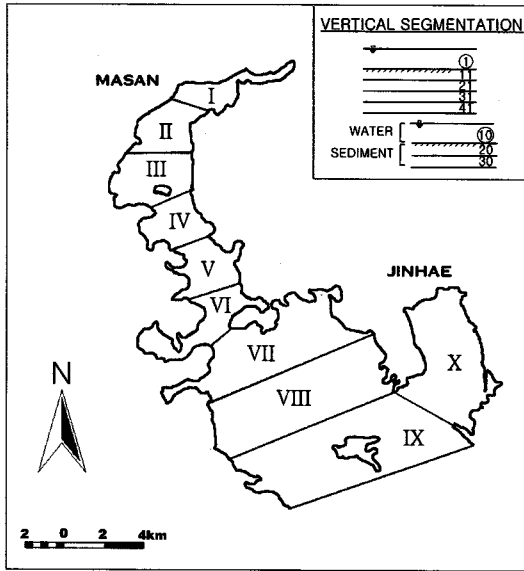 VERTICAL SEGMENTATION
1
11
21
31
41
WATER
10
SEDIMENT
20
30
MASAN
I
II
III
IV
V
VI
JINHAE
VII
X
VIII
IX
N
2 0 2 4km